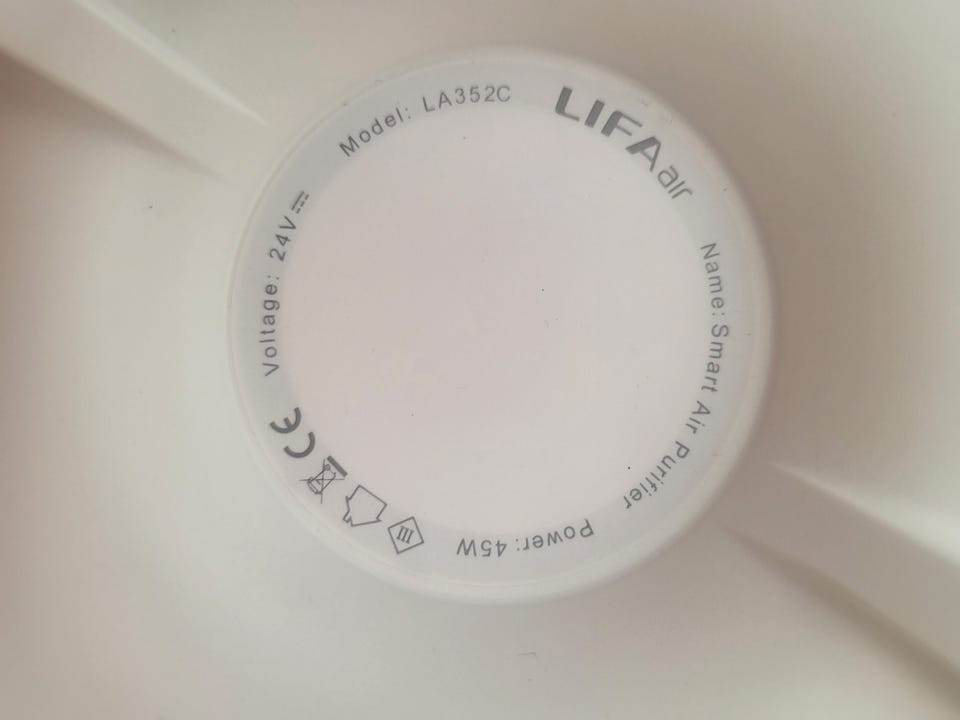 LIFAair
Name: Smart Air Purifier
Power: 45W
CE
Voltage: 24V
Model: LA352C